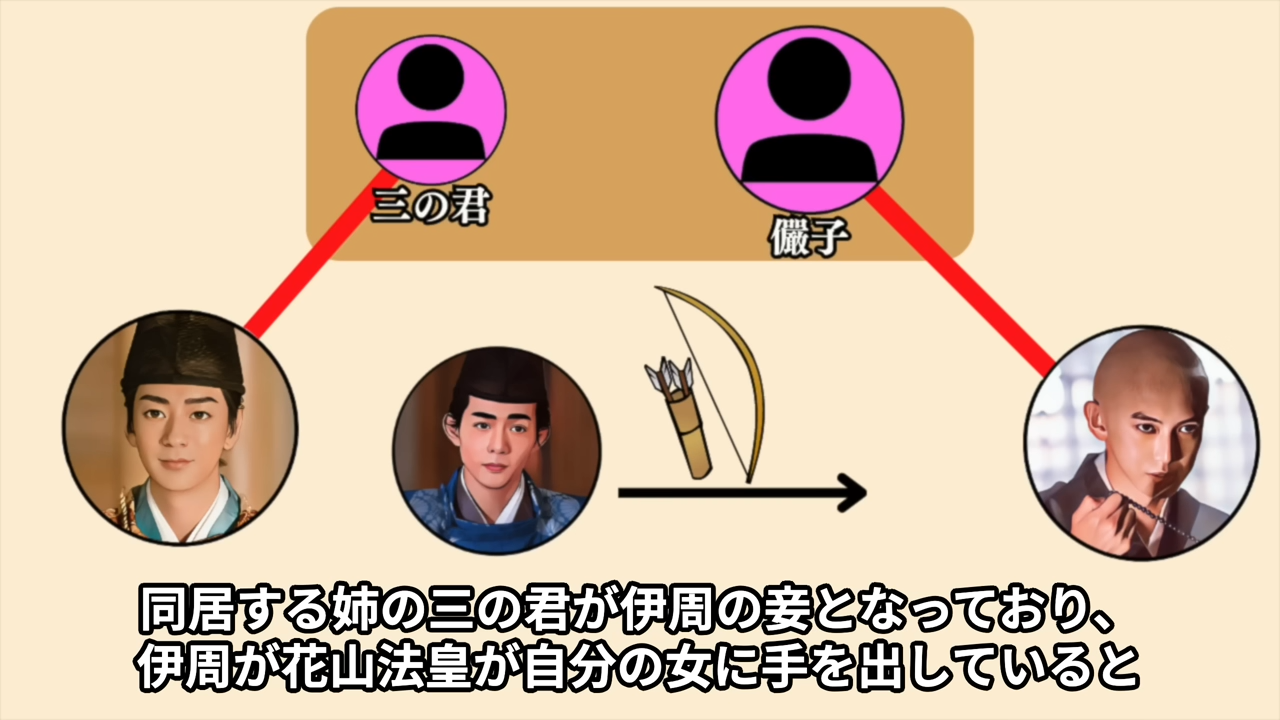 三の君
儼子
同居する姉の三の君が伊周の妾となっており、
伊周が花山法皇が自分の女に手を出していると